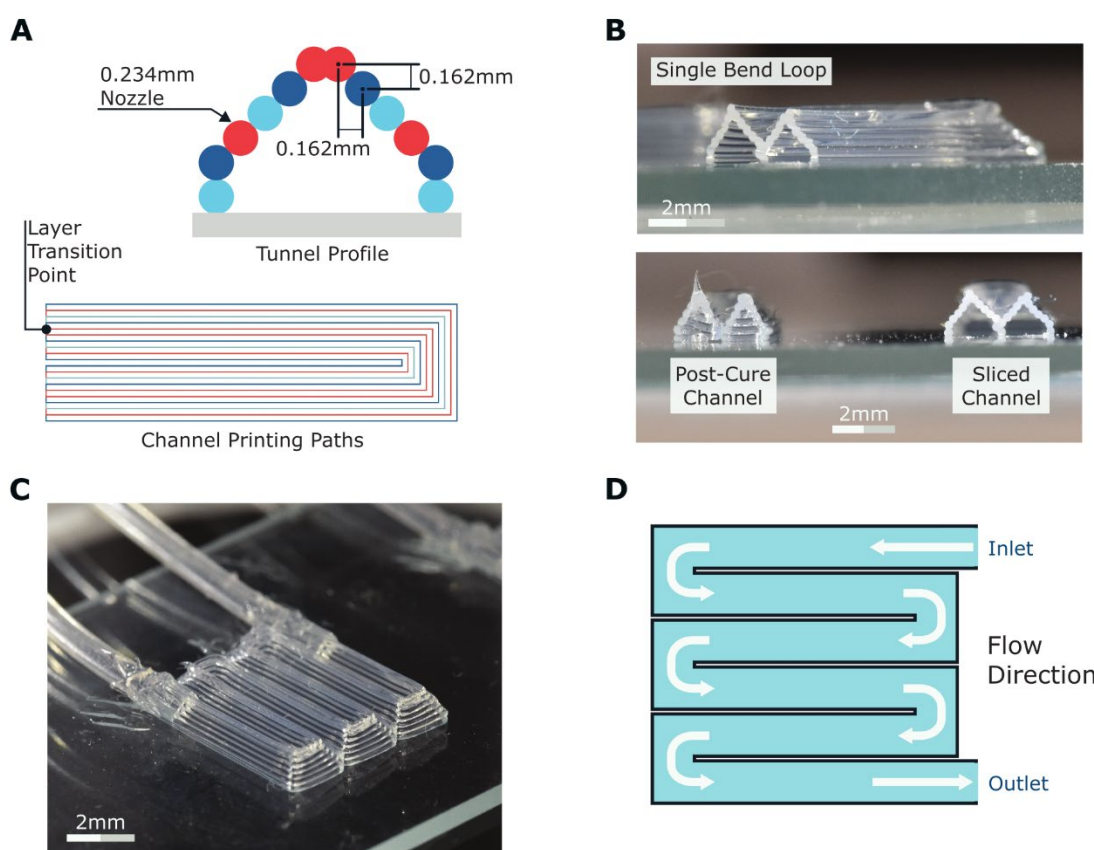 A
0.234mm
Nozzle
0.162mm
0.162mm
Tunnel Profile
Layer
Transition
Point
Channel Printing Paths
B
Single Bend Loop
2mm
Post-Cure
Channel
Sliced
Channel
2mm
C
2mm
D
Inlet
Flow
Direction
Outlet